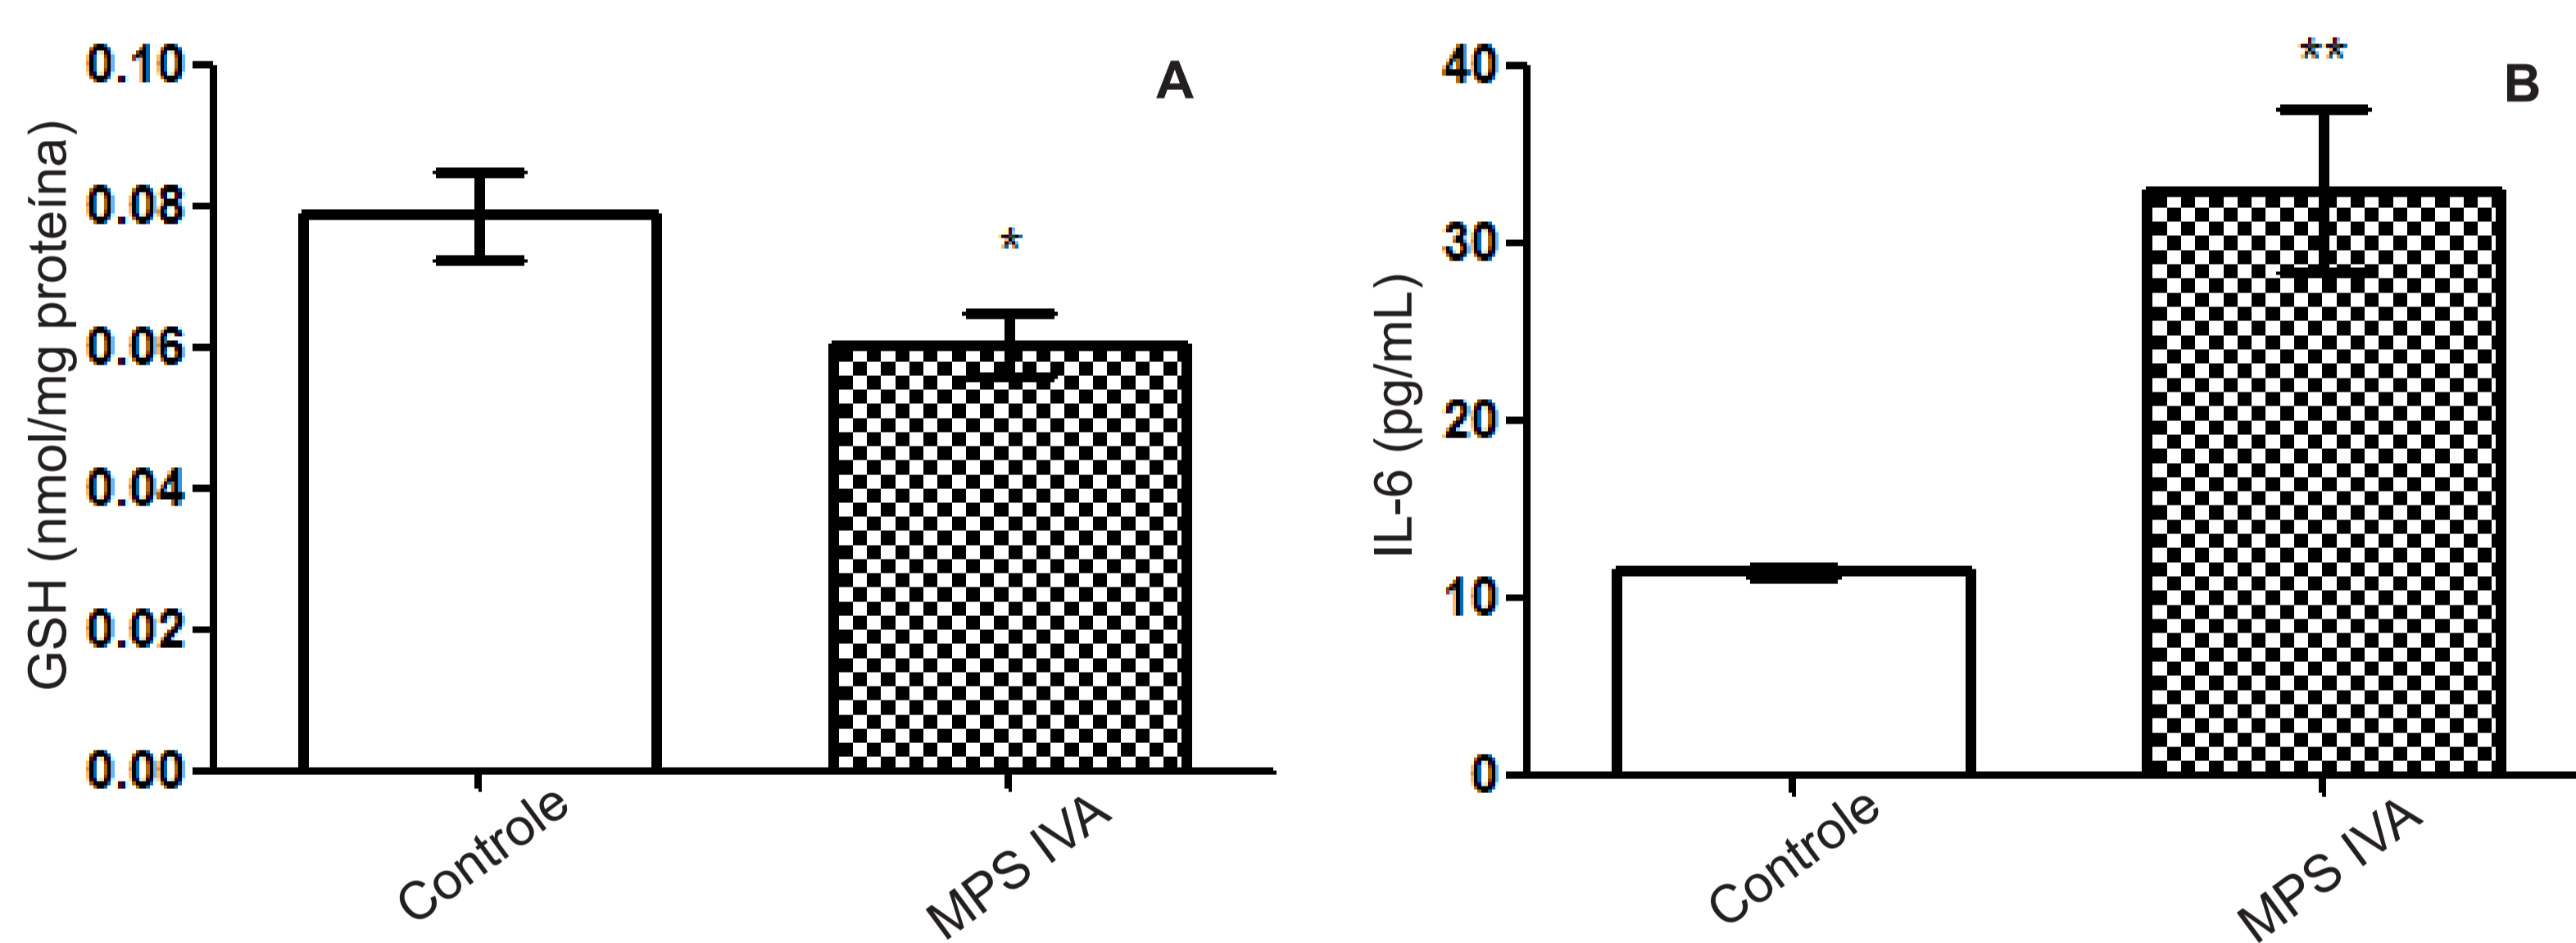 A
GSH (nmol/mg proteína)
0.10
0.08
0.06
0.04
0.02
0.00
*
Controle
MPS IVA
B
IL-6 (pg/mL)
40
30
20
10
0
**
Controle
MPS IVA